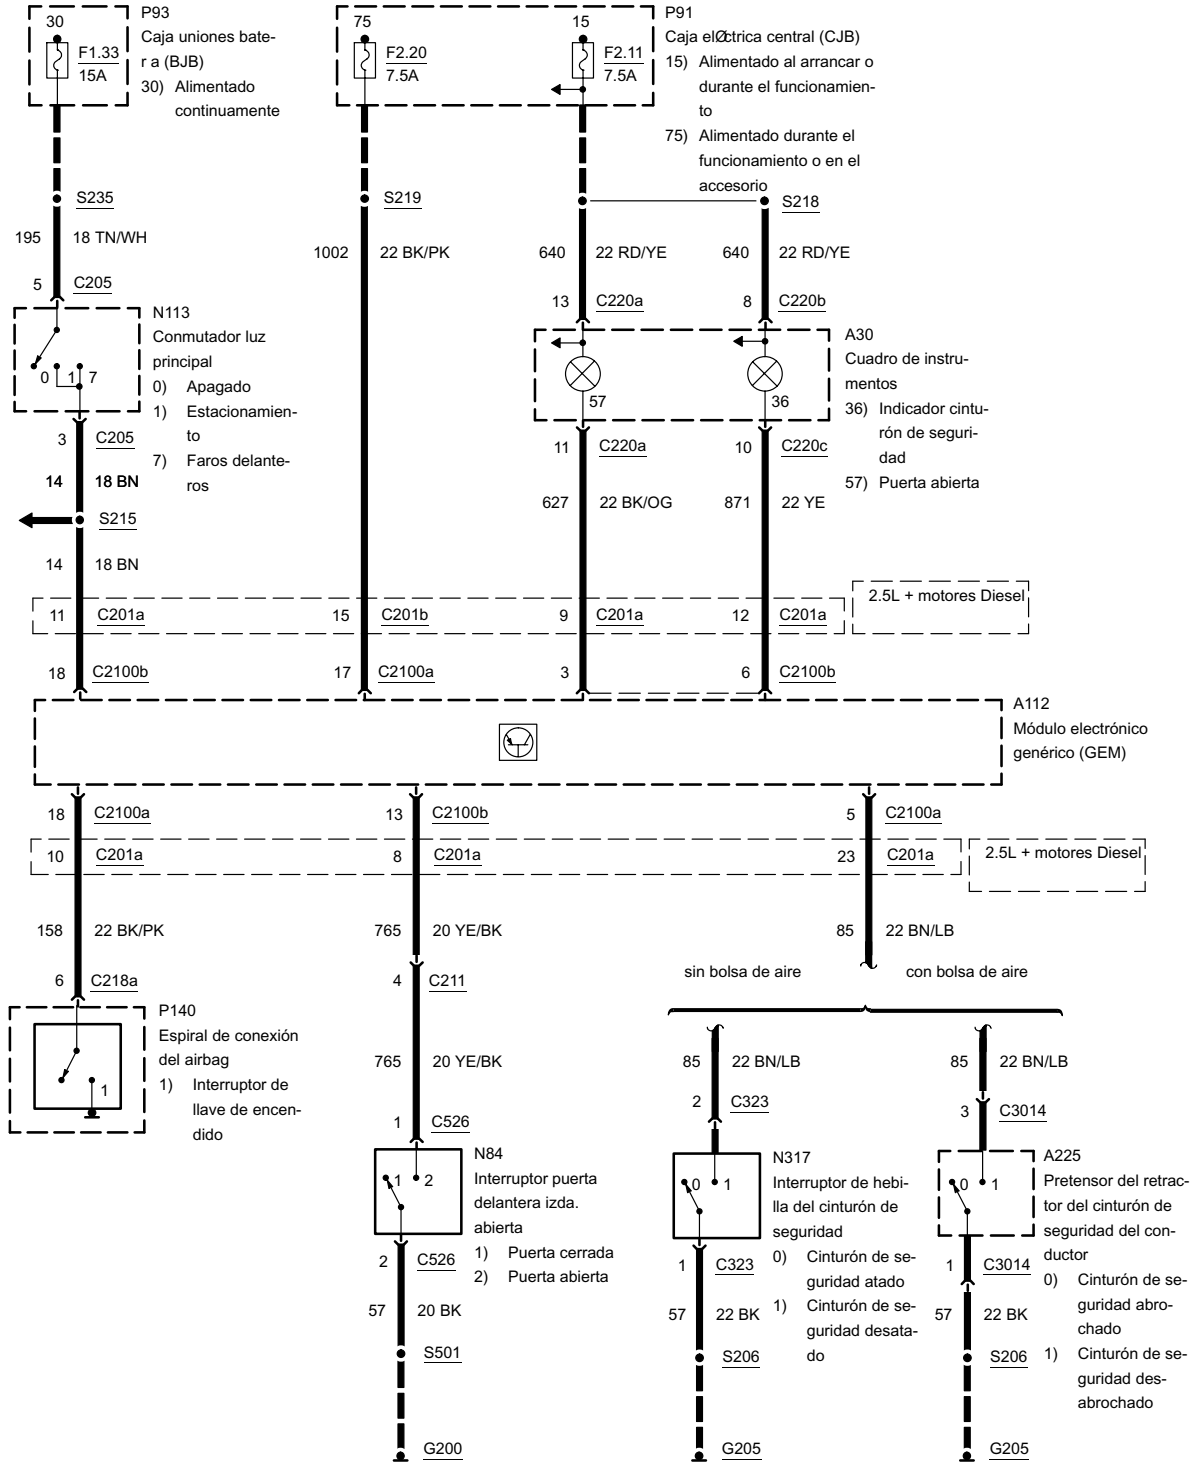 P93
P91
30
75
15
Caja uniones bate-
r a (BJB)
30) Alimentado
continuamente
F1.33
15A
F2.20
7.5A
F2.11
7.5A
Caja elØctrica central (CJB)
15) Alimentado al arrancar o
durante el funcionamien-
to
75) Alimentado durante el
funcionamiento o en el
accesorio
S235
S219
S218
195 18 TN/WH
1002 22 BK/PK
640 22 RD/YE
640 22 RD/YE
5 C205
13 C220a
8 C220b
N113
Conmutador luz
principal
0) Apagado
1) Estacionamien-
to
7) Faros delante-
ros
0 1 7
57
36
A30
Cuadro de instru-
mentos
36) Indicador cintu-
rón de seguri-
dad
57) Puerta abierta
3 C205
11 C220a
10 C220c
14 18 BN
627 22 BK/OG
871 22 YE
S215
14 18 BN
2.5L + motores Diesel
11 C201a
15 C201b
9 C201a
12 C201a
18 C2100b
17 C2100a
3
6 C2100b
A112
Módulo electrónico
genérico (GEM)
18 C2100a
13 C2100b
5 C2100a
10 C201a
8 C201a
23 C201a
2.5L + motores Diesel
158 22 BK/PK
765 20 YE/BK
85 22 BN/LB
6 C218a
4 C211
sin bolsa de aire
con bolsa de aire
P140
Espiral de conexión
del airbag
1) Interruptor de
llave de encen-
dido
1
765 20 YE/BK
85 22 BN/LB
85 22 BN/LB
1 C526
2 C323
3 C3014
N84
Interruptor puerta
delantera izda.
abierta
1) Puerta cerrada
2) Puerta abierta
1 2
N317
Interruptor de hebi-
lla del cinturón de
seguridad
0) Cinturón de se-
guridad atado
1) Cinturón de se-
guridad desata-
do
0 1
A225
Pretensor del retrac-
tor del cinturón de
seguridad del con-
ductor
0) Cinturón de se-
guridad abro-
chado
1) Cinturón de se-
guridad des-
abrochado
0 1
2 C526
1 C323
1 C3014
57 20 BK
57 22 BK
57 22 BK
S501
S206
S206
G200
G205
G205